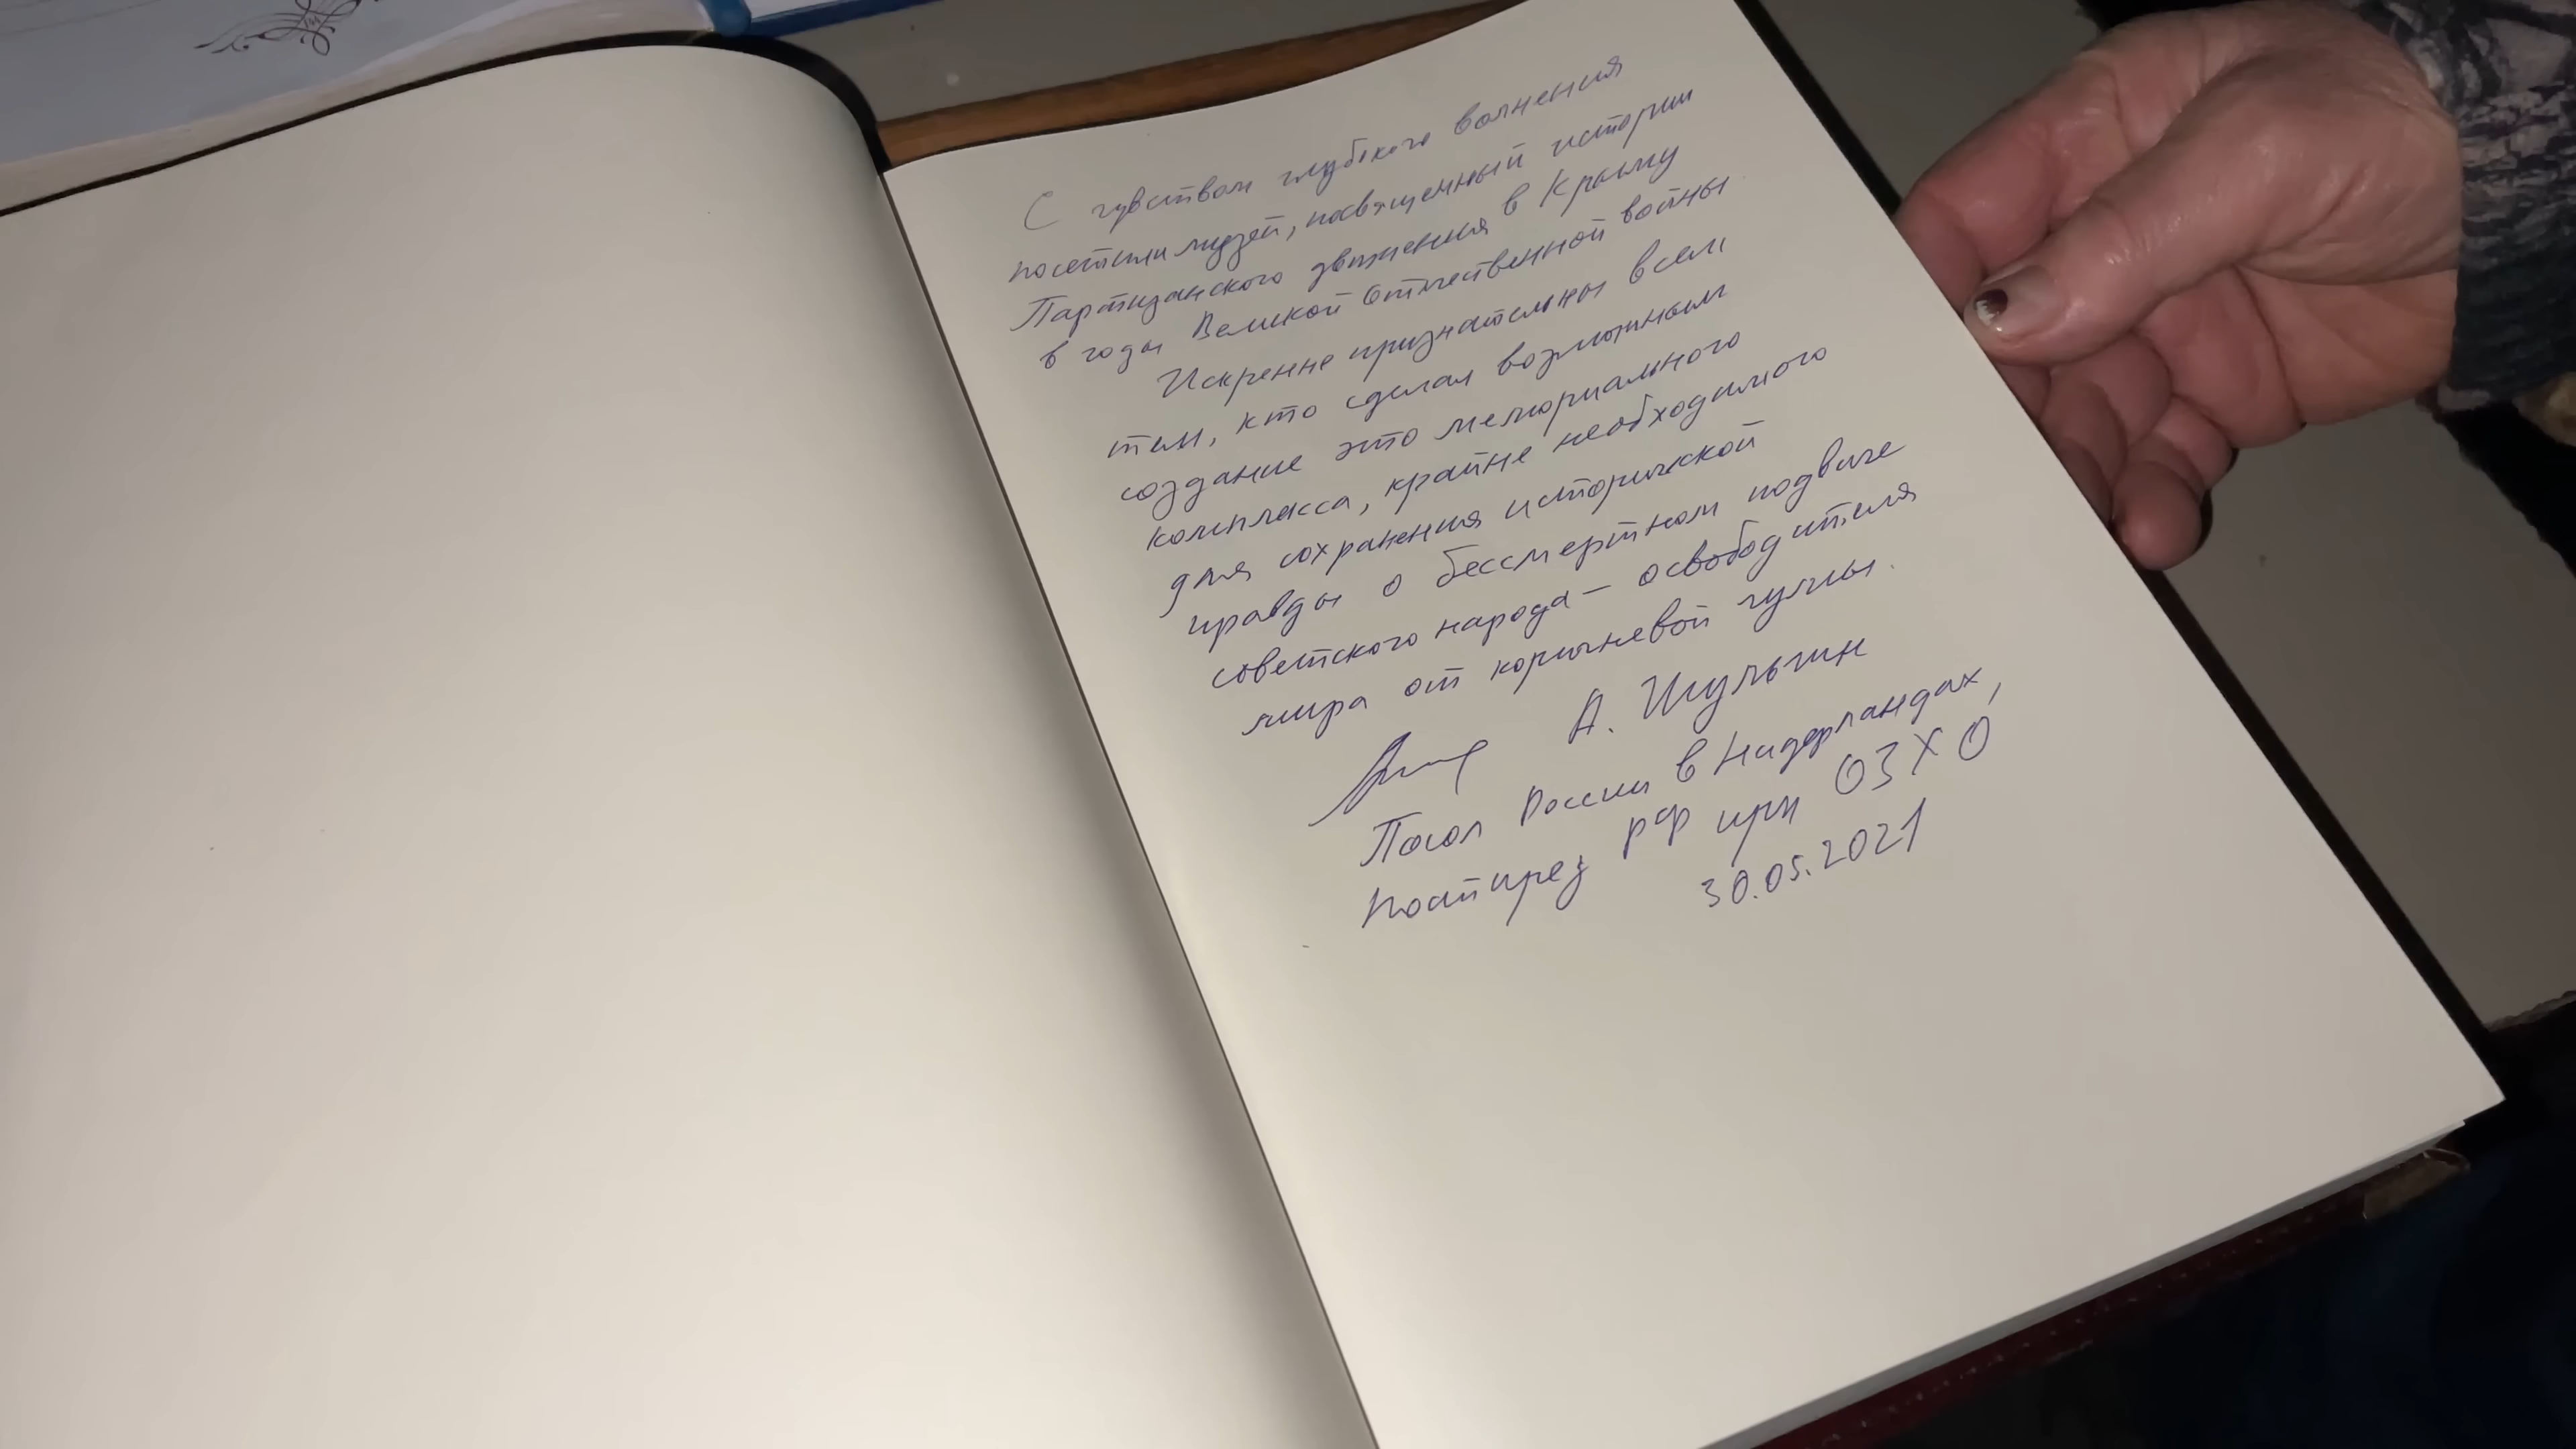 С чувством глубокого волнения
посетили музей, посвященный истории
Партизанского движения в Крыму
в годы Великой Отечественной войны
Искренне признательны всем
тем, кто сделал возможным
создание это мемориального
комплекса, крайне необходимого
для сохранения исторической
правды о бессмертном подвиге
советского народа – освободителя
мира от коричневой чумы.
А. Шульгин
Посол России в Нидерландах,
Постпред РФ при ОЗХО
30.05.2021